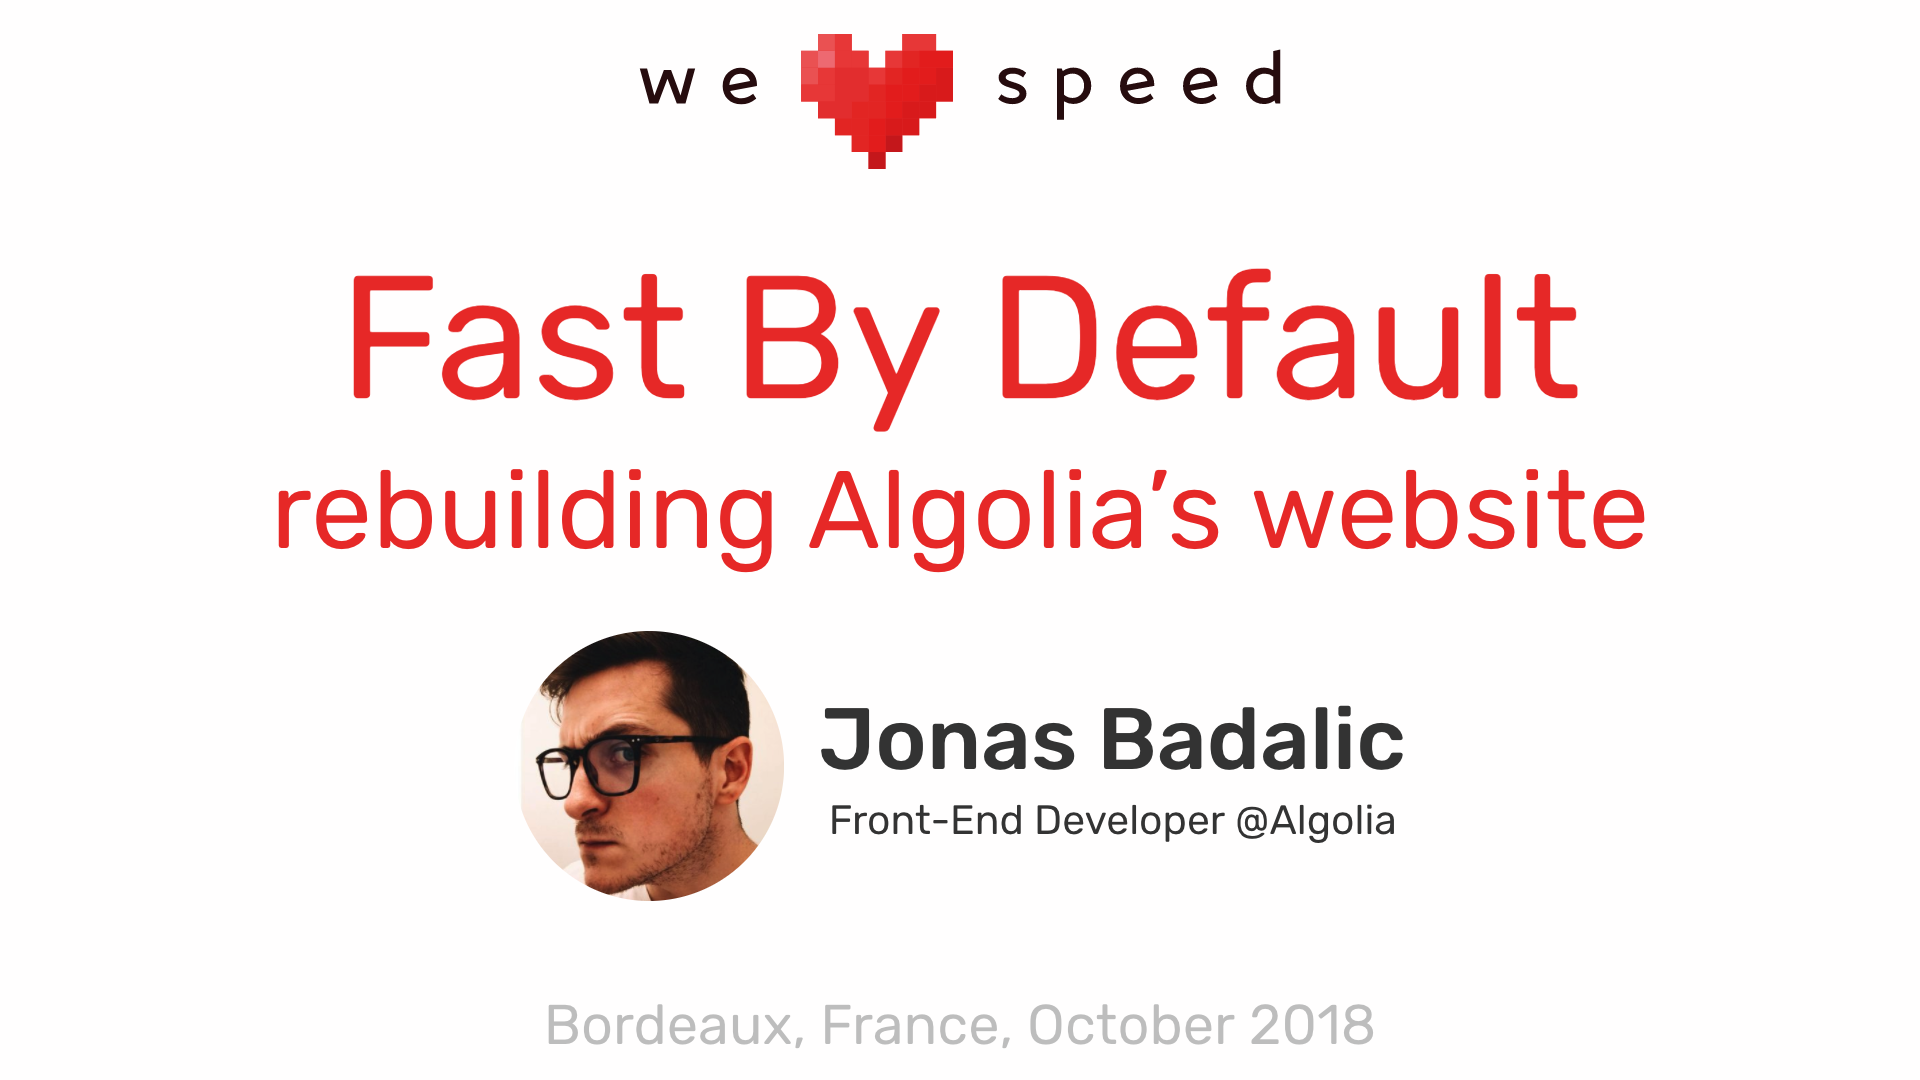 we speed
Fast By Default
rebuilding Algolia’s website
Jonas Badalic
Front-End Developer @Algolia
Bordeaux, France, October 2018